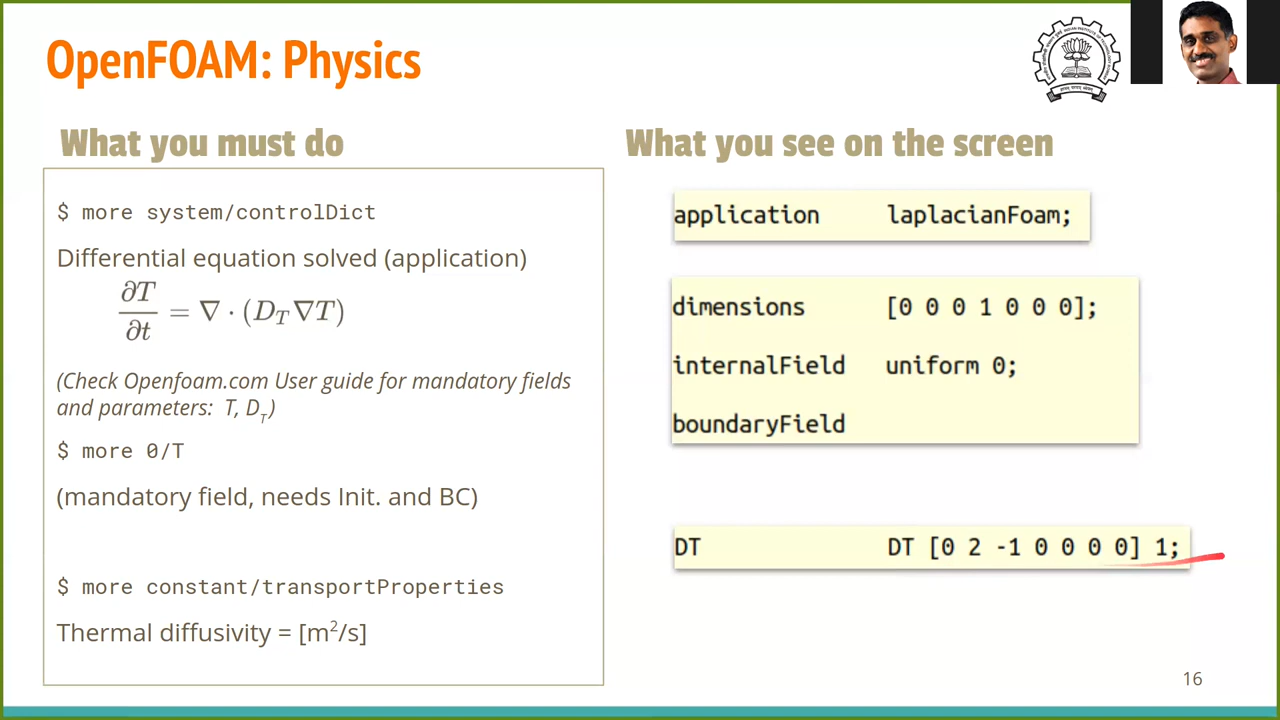 OpenFOAM: Physics
What you must do
$ more system/controlDict
Differential equation solved (application)
∂T/∂t = ∇ · (D_T ∇T)
(Check Openfoam.com User guide for mandatory fields
and parameters: T, D_T)
$ more 0/T
(mandatory field, needs Init. and BC)
$ more constant/transportProperties
Thermal diffusivity = [m²/s]
What you see on the screen
application laplacianFoam;
dimensions [0 0 0 1 0 0 0];
internalField uniform 0;
boundaryField
DT DT [0 2 -1 0 0 0 0] 1;
16